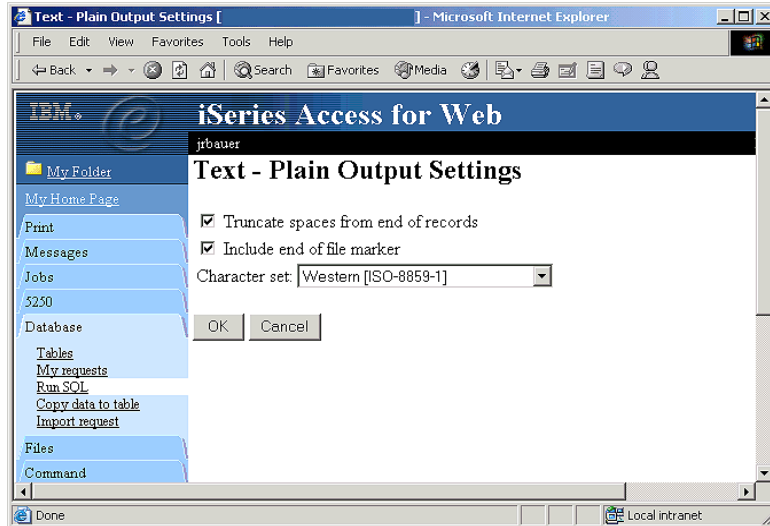 Text - Plain Output Settings [ ] - Microsoft Internet Explorer
File Edit View Favorites Tools Help
Back Search Favorites Media
IBM® e
iSeries Access for Web
jrbauer
My Folder
My Home Page
Print
Messages
Jobs
5250
Database
Tables
My requests
Run SQL
Copy data to table
Import request
Files
Command
Text - Plain Output Settings
Truncate spaces from end of records
Include end of file marker
Character set: Western [ISO-8859-1]
OK Cancel
Done Local intranet